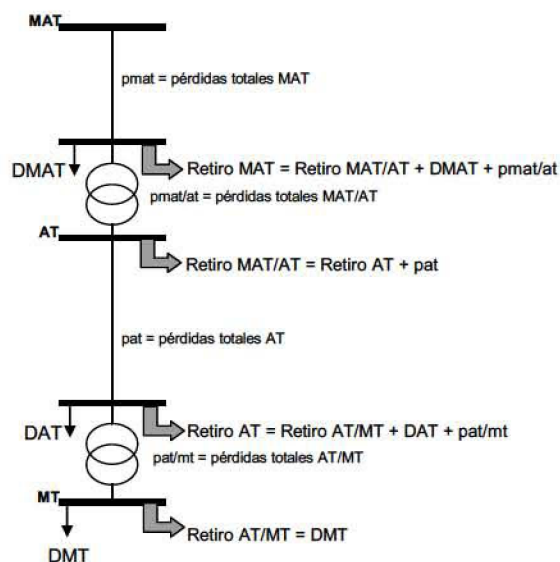 MAT
pmat = pérdidas totales MAT
DMAT
Retiro MAT = Retiro MAT/AT + DMAT + pmat/at
pmat/at = pérdidas totales MAT/AT
AT
Retiro MAT/AT = Retiro AT + pat
pat = pérdidas totales AT
DAT
Retiro AT = Retiro AT/MT + DAT + pat/mt
pat/mt = pérdidas totales AT/MT
MT
Retiro AT/MT = DMT
DMT